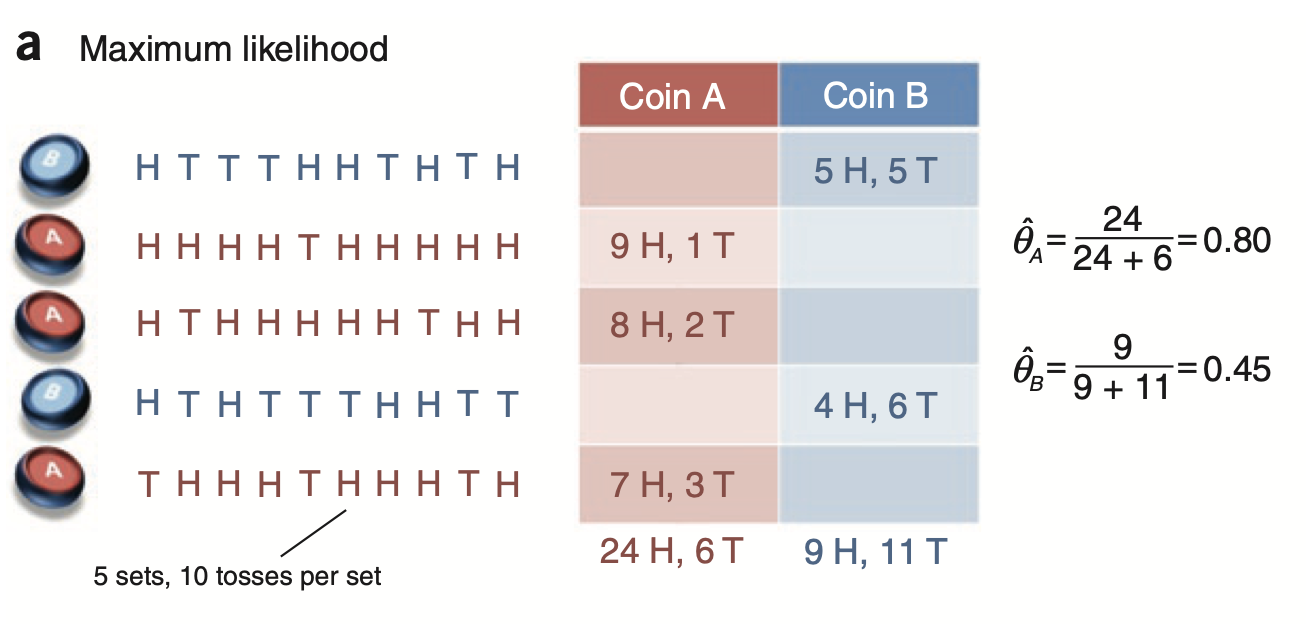 a Maximum likelihood
Coin A Coin B
B H T T T H H T H T H 5 H, 5 T
A H H H H T H H H H H 9 H, 1 T
θ̂A = 24 / (24 + 6) = 0.80
A H T H H H H H T H H 8 H, 2 T
θ̂B = 9 / (9 + 11) = 0.45
B H T H T T T H H T T 4 H, 6 T
A T H H H T H H H T H 7 H, 3 T
24 H, 6 T 9 H, 11 T
5 sets, 10 tosses per set